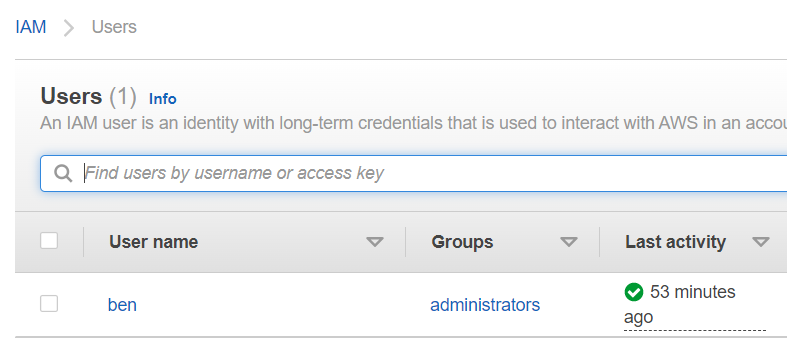 IAM > Users
Users (1) Info
An IAM user is an identity with long-term credentials that is used to interact with AWS in an
Find users by username or access key
User name Groups Last activity
ben administrators 53 minutes
ago